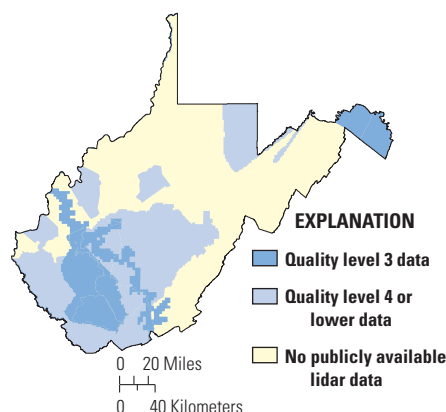 EXPLANATION
Quality level 3 data
Quality level 4 or
lower data
No publicly available
lidar data
0 20 Miles
0 40 Kilometers